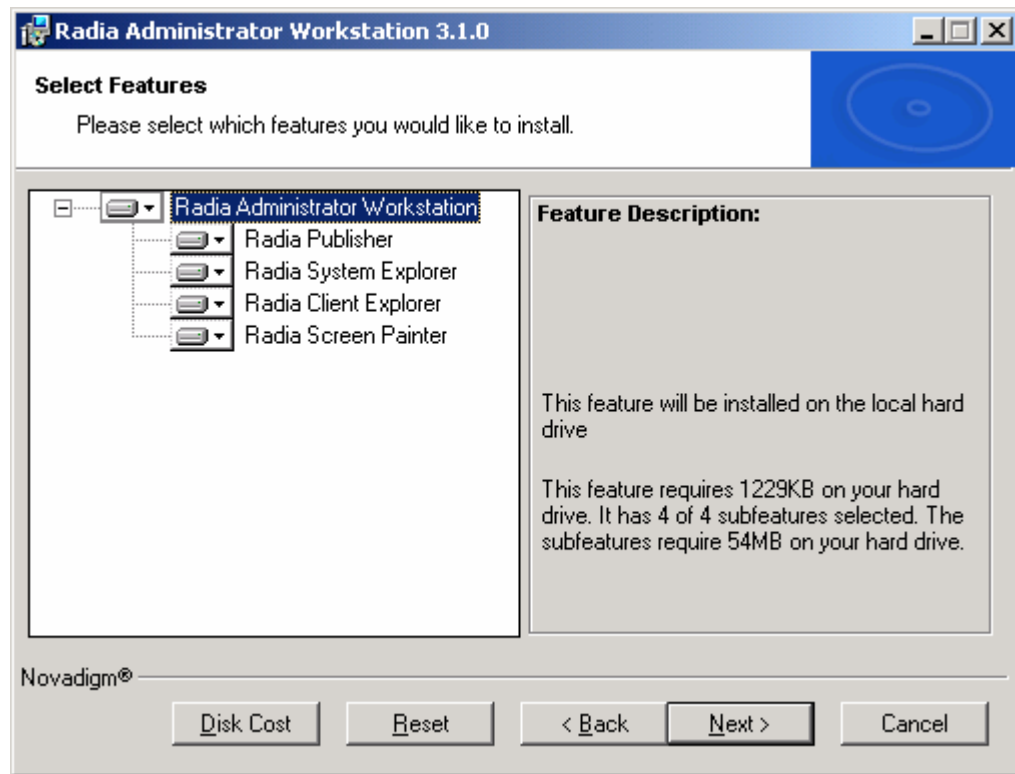 Radia Administrator Workstation 3.1.0
Select Features
Please select which features you would like to install.
Radia Administrator Workstation
Radia Publisher
Radia System Explorer
Radia Client Explorer
Radia Screen Painter
Feature Description:
This feature will be installed on the local hard
drive
This feature requires 1229KB on your hard
drive. It has 4 of 4 subfeatures selected. The
subfeatures require 54MB on your hard drive.
Novadigm®
Disk Cost
Reset
< Back
Next >
Cancel